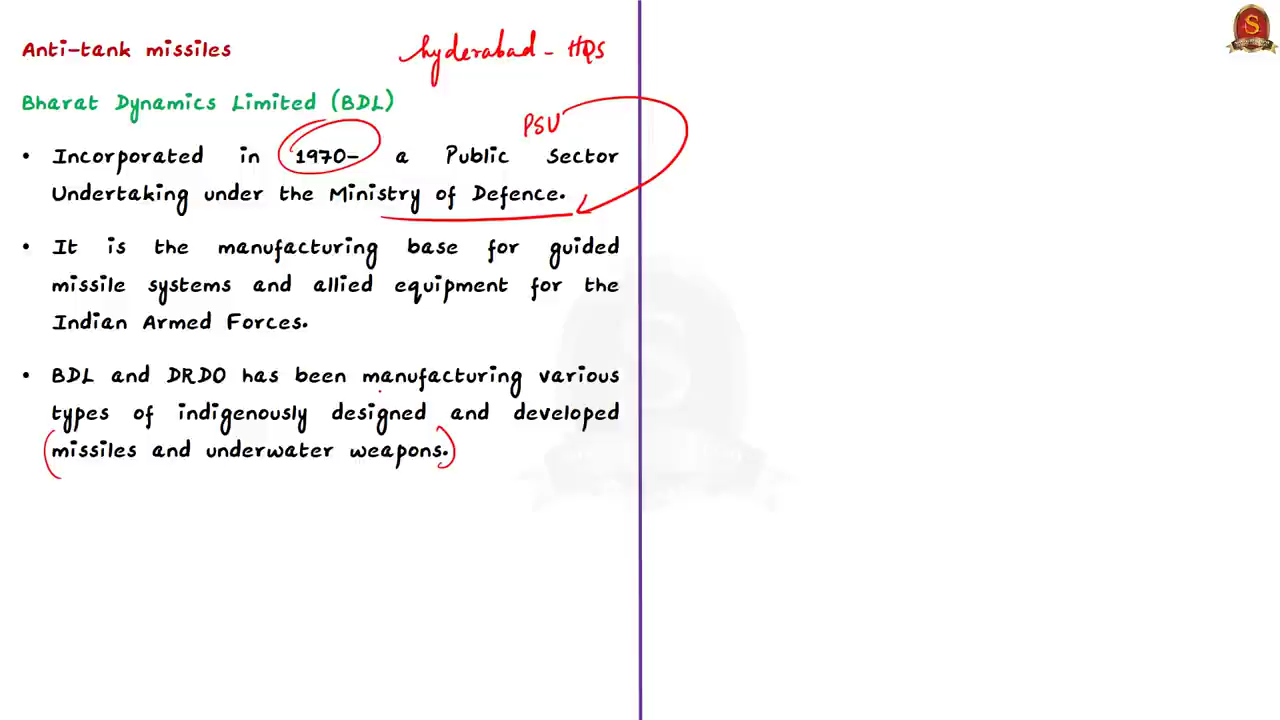 Anti-tank missiles
Hyderabad - HQS
Bharat Dynamics Limited (BDL)
PSU
• Incorporated in 1970- a Public Sector
Undertaking under the Ministry of Defence.
• It is the manufacturing base for guided
missile systems and allied equipment for the
Indian Armed Forces.
• BDL and DRDO has been manufacturing various
types of indigenously designed and developed
missiles and underwater weapons.
S